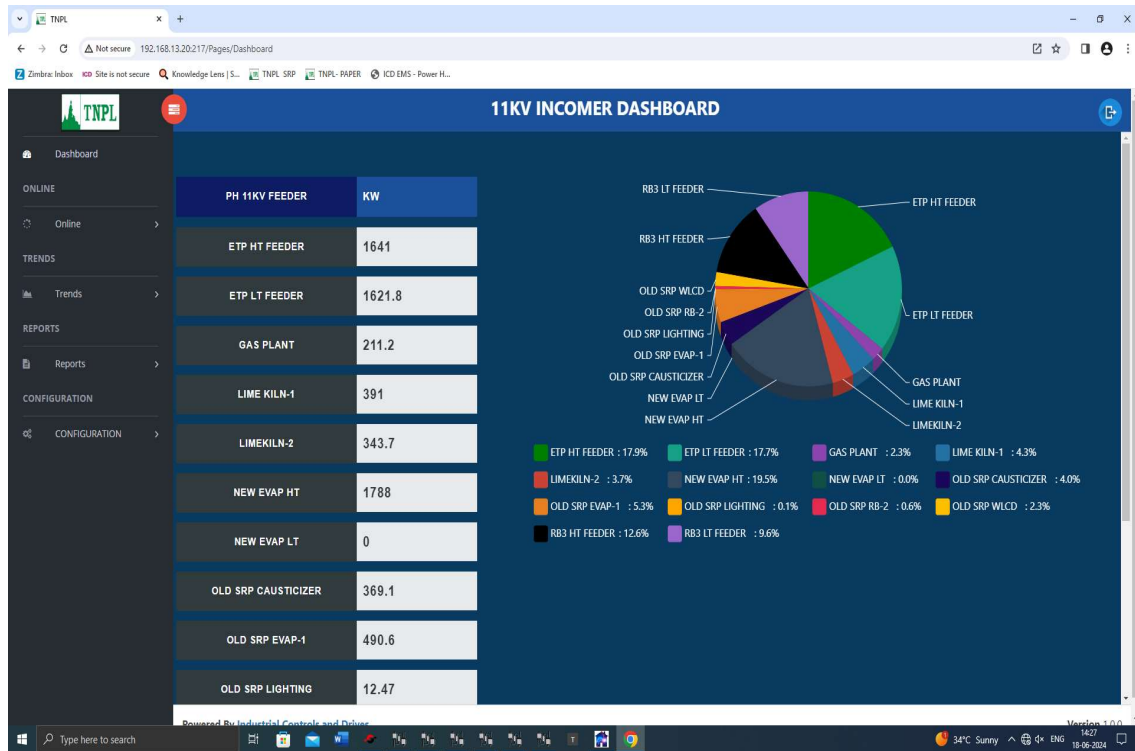 TNPL
Not secure 192.168.13.20:217/Pages/Dashboard
Zimbra: Inbox ICD Site is not secure Knowledge Lens | S... TNPL SRP TNPL- PAPER ICD EMS - Power H...
TNPL
11KV INCOMER DASHBOARD
Dashboard
ONLINE
Online
TRENDS
Trends
REPORTS
Reports
CONFIGURATION
CONFIGURATION
PH 11KV FEEDER KW
ETP HT FEEDER 1641
ETP LT FEEDER 1621.8
GAS PLANT 211.2
LIME KILN-1 391
LIMEKILN-2 343.7
NEW EVAP HT 1788
NEW EVAP LT 0
OLD SRP CAUSTICIZER 369.1
OLD SRP EVAP-1 490.6
OLD SRP LIGHTING 12.47
RB3 LT FEEDER
ETP HT FEEDER
RB3 HT FEEDER
OLD SRP WLCD
OLD SRP RB-2
ETP LT FEEDER
OLD SRP LIGHTING
OLD SRP EVAP-1
OLD SRP CAUSTICIZER
GAS PLANT
NEW EVAP LT
LIME KILN-1
NEW EVAP HT
LIMEKILN-2
ETP HT FEEDER : 17.9% ETP LT FEEDER : 17.7% GAS PLANT : 2.3% LIME KILN-1 : 4.3%
LIMEKILN-2 : 3.7% NEW EVAP HT : 19.5% NEW EVAP LT : 0.0% OLD SRP CAUSTICIZER : 4.0%
OLD SRP EVAP-1 : 5.3% OLD SRP LIGHTING : 0.1% OLD SRP RB-2 : 0.6% OLD SRP WLCD : 2.3%
RB3 HT FEEDER : 12.6% RB3 LT FEEDER : 9.6%
Powered By Industrial Controls and Drives Version 1.0.0
Type here to search
34°C Sunny ENG 14:27
18-06-2024